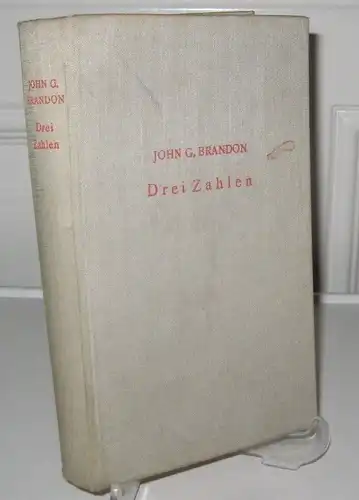 JOHN G.
BRANDON
Drei
Zahlen
JOHN G. BRANDON
Drei Zahlen